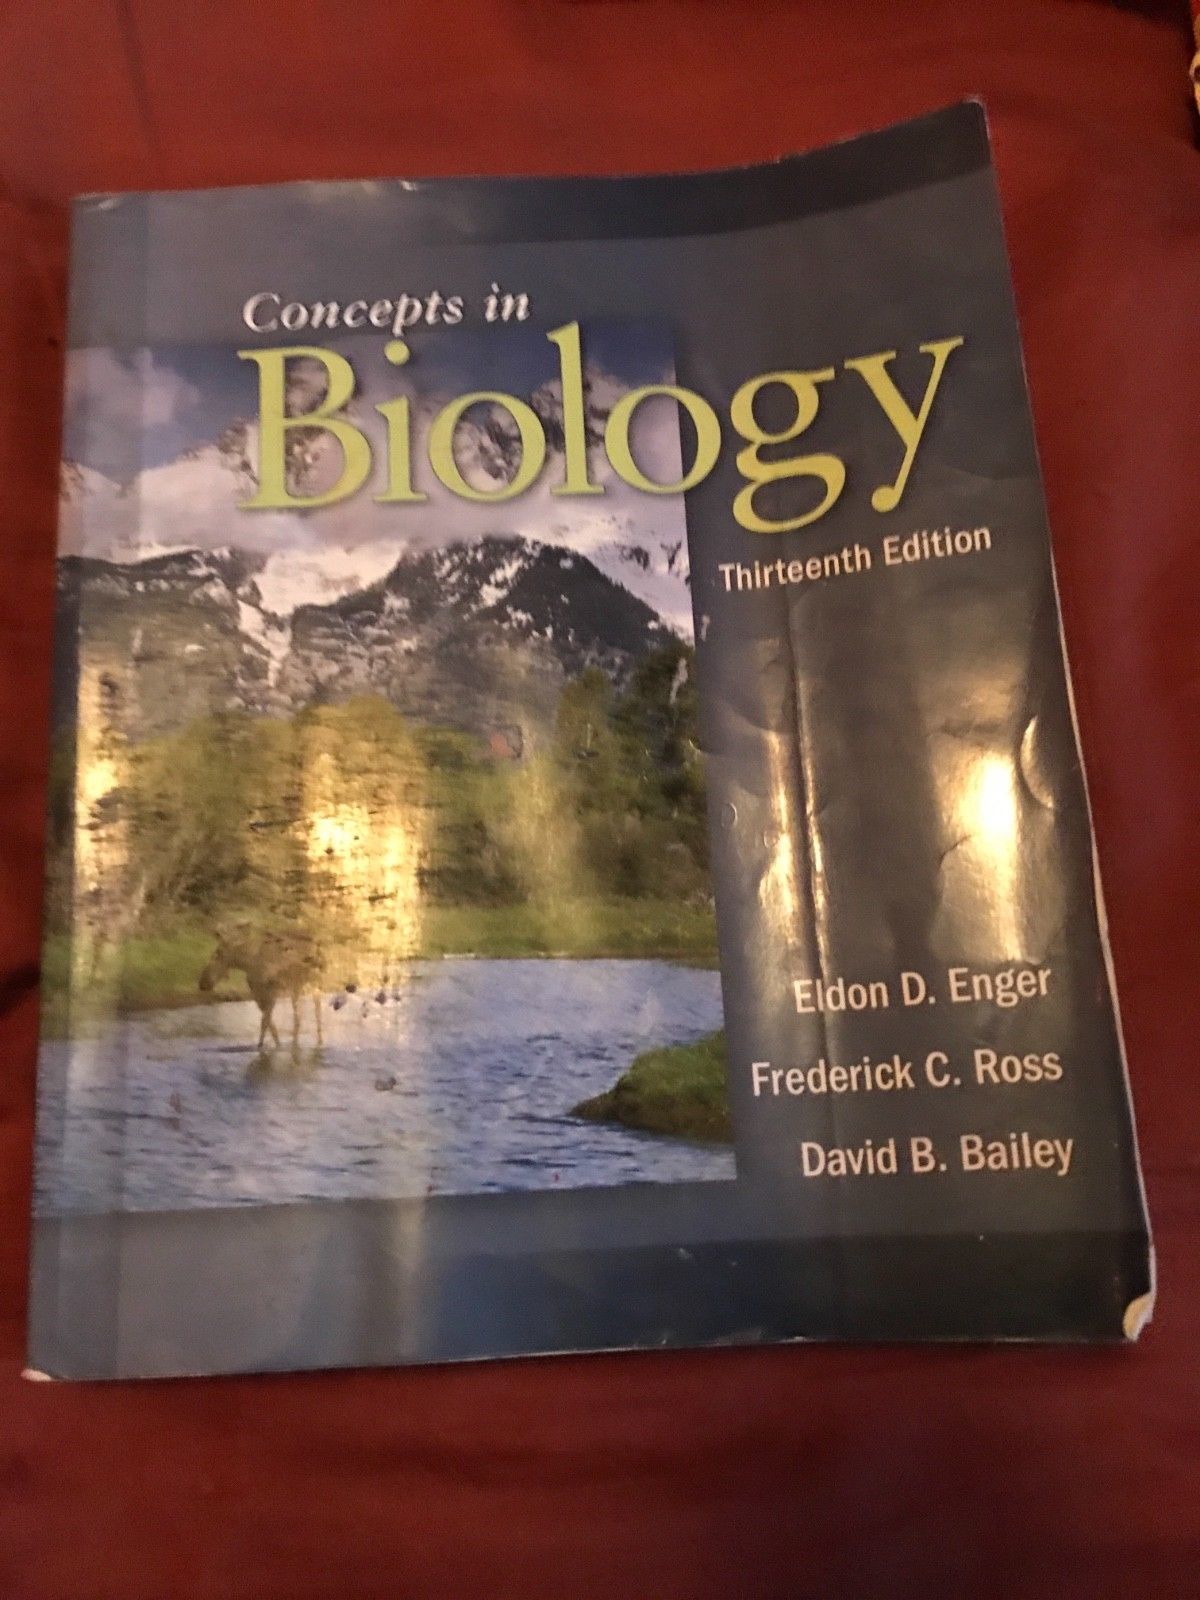 Concepts in
Biology
Thirteenth Edition
Eldon D. Enger
Frederick C. Ross
David B. Bailey